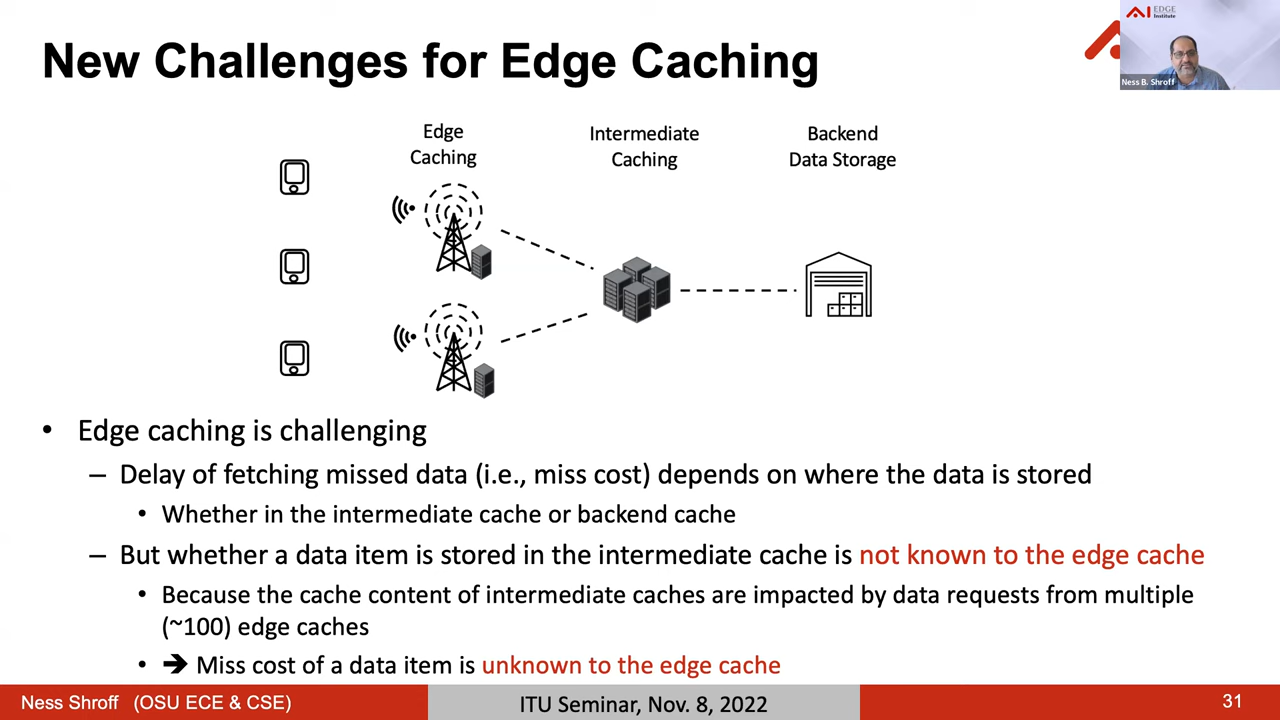 New Challenges for Edge Caching
AI EDGE
Institute
Ness B. Shroff
Edge
Caching
Intermediate
Caching
Backend
Data Storage
• Edge caching is challenging
– Delay of fetching missed data (i.e., miss cost) depends on where the data is stored
• Whether in the intermediate cache or backend cache
– But whether a data item is stored in the intermediate cache is not known to the edge cache
• Because the cache content of intermediate caches are impacted by data requests from multiple
(~100) edge caches
• ➔ Miss cost of a data item is unknown to the edge cache
Ness Shroff (OSU ECE & CSE)
ITU Seminar, Nov. 8, 2022
31